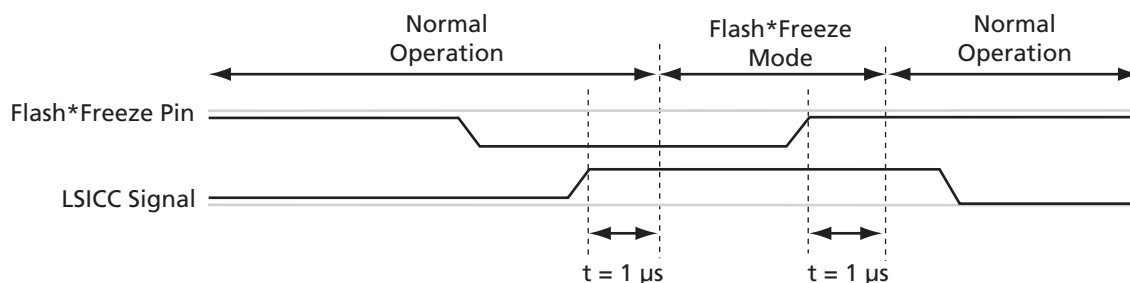 Normal
Operation
Flash*Freeze
Mode
Normal
Operation
Flash*Freeze Pin
LSICC Signal
t = 1 µs
t = 1 µs